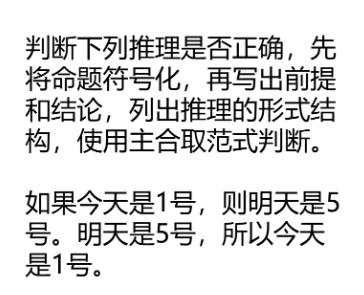 判断下列推理是否正确，先
将命题符号化，再写出前提
和结论，列出推理的形式结
构，使用主合取范式判断。
如果今天是1号，则明天是5
号。明天是5号，所以今天
是1号。